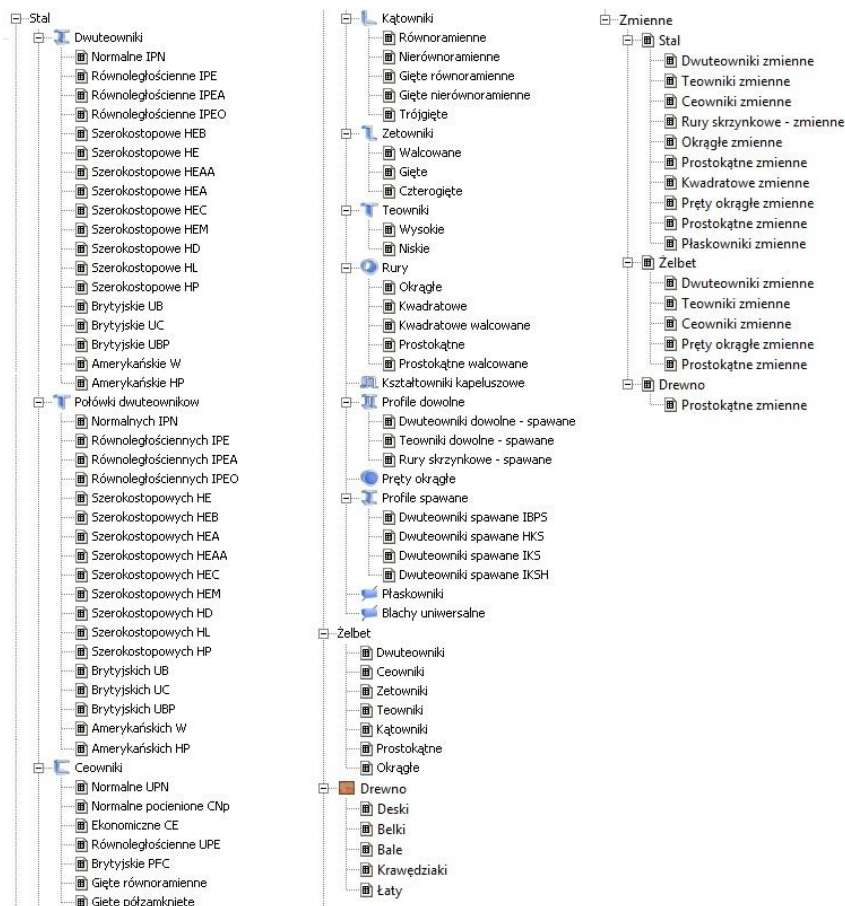 Stal
Dwuteowniki
Normalne IPN
Równoległościenne IPE
Równoległościenne IPEA
Równoległościenne IPEO
Szerokostopowe HEB
Szerokostopowe HE
Szerokostopowe HEAA
Szerokostopowe HEA
Szerokostopowe HEC
Szerokostopowe HEM
Szerokostopowe HD
Szerokostopowe HL
Szerokostopowe HP
Brytyjskie UB
Brytyjskie UC
Brytyjskie UBP
Amerykańskie W
Amerykańskie HP
Połówki dwuteownikow
Normalnych IPN
Równoległościennych IPE
Równoległościennych IPEA
Równoległościennych IPEO
Szerokostopowych HE
Szerokostopowych HEB
Szerokostopowych HEA
Szerokostopowych HEAA
Szerokostopowych HEC
Szerokostopowych HEM
Szerokostopowych HD
Szerokostopowych HL
Szerokostopowych HP
Brytyjskich UB
Brytyjskich UC
Brytyjskich UBP
Amerykańskich W
Amerykańskich HP
Ceowniki
Normalne UPN
Normalne pocienione CNp
Ekonomiczne CE
Równoległościenne UPE
Brytyjskie PFC
Gięte równoramienne
Gięte półzamknięte
Kątowniki
Równoramienne
Nierównoramienne
Gięte równoramienne
Gięte nierównoramienne
Trójgięte
Zetowniki
Walcowane
Gięte
Czterogięte
Teowniki
Wysokie
Niskie
Rury
Okrągłe
Kwadratowe
Kwadratowe walcowane
Prostokątne
Prostokątne walcowane
Kształtowniki kapeluszowe
Profile dowolne
Dwuteowniki dowolne - spawane
Teowniki dowolne - spawane
Rury skrzynkowe - spawane
Pręty okrągłe
Profile spawane
Dwuteowniki spawane IBPS
Dwuteowniki spawane HKS
Dwuteowniki spawane IKS
Dwuteowniki spawane IKSH
Płaskowniki
Blachy uniwersalne
Żelbet
Dwuteowniki
Ceowniki
Zetowniki
Teowniki
Kątowniki
Prostokątne
Okrągłe
Drewno
Deski
Belki
Bale
Krawędziaki
Łaty
Zmienne
Stal
Dwuteowniki zmienne
Teowniki zmienne
Ceowniki zmienne
Rury skrzynkowe - zmienne
Okrągłe zmienne
Prostokątne zmienne
Kwadratowe zmienne
Pręty okrągłe zmienne
Prostokątne zmienne
Płaskowniki zmienne
Żelbet
Dwuteowniki zmienne
Teowniki zmienne
Ceowniki zmienne
Pręty okrągłe zmienne
Prostokątne zmienne
Drewno
Prostokątne zmienne